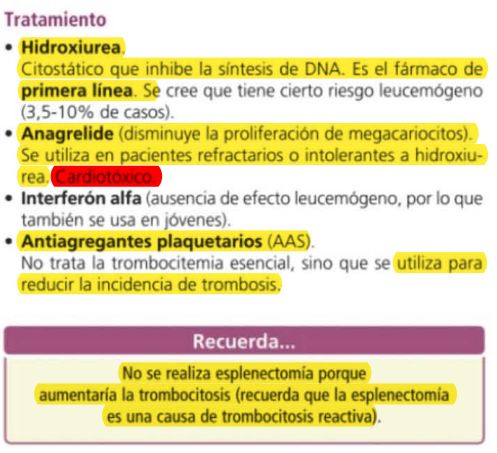 Tratamiento
• Hidroxiurea.
Citostático que inhibe la síntesis de DNA. Es el fármaco de
primera línea. Se cree que tiene cierto riesgo leucemógeno
(3,5-10% de casos).
• Anagrelide (disminuye la proliferación de megacariocitos).
Se utiliza en pacientes refractarios o intolerantes a hidroxiu-
rea. Cardiotóxico.
• Interferón alfa (ausencia de efecto leucemógeno, por lo que
también se usa en jóvenes).
• Antiagregantes plaquetarios (AAS).
No trata la trombocitemia esencial, sino que se utiliza para
reducir la incidencia de trombosis.
Recuerda...
No se realiza esplenectomía porque
aumentaría la trombocitosis (recuerda que la esplenectomía
es una causa de trombocitosis reactiva).